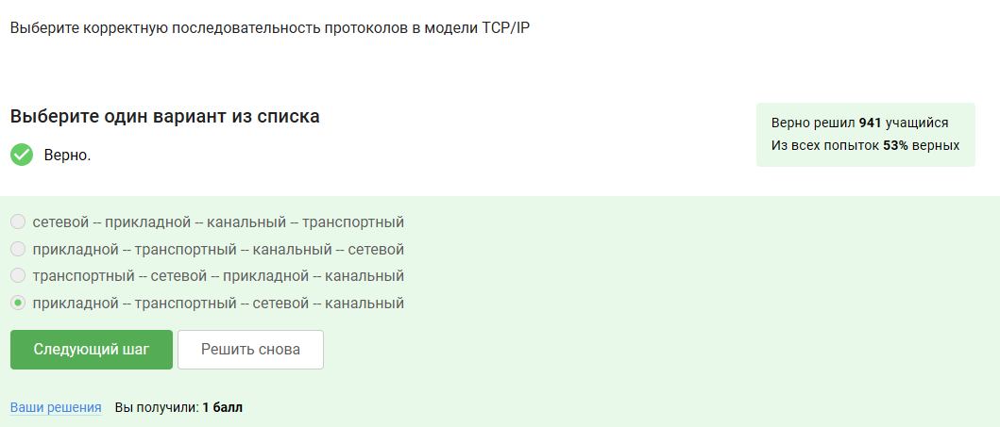 Выберите корректную последовательность протоколов в модели TCP/IP
Выберите один вариант из списка
Верно решил 941 учащийся
Из всех попыток 53% верных
Верно.
сетевой -- прикладной -- канальный -- транспортный
прикладной -- транспортный -- канальный -- сетевой
транспортный -- сетевой -- прикладной -- канальный
прикладной -- транспортный -- сетевой -- канальный
Следующий шаг
Решить снова
Ваши решения Вы получили: 1 балл